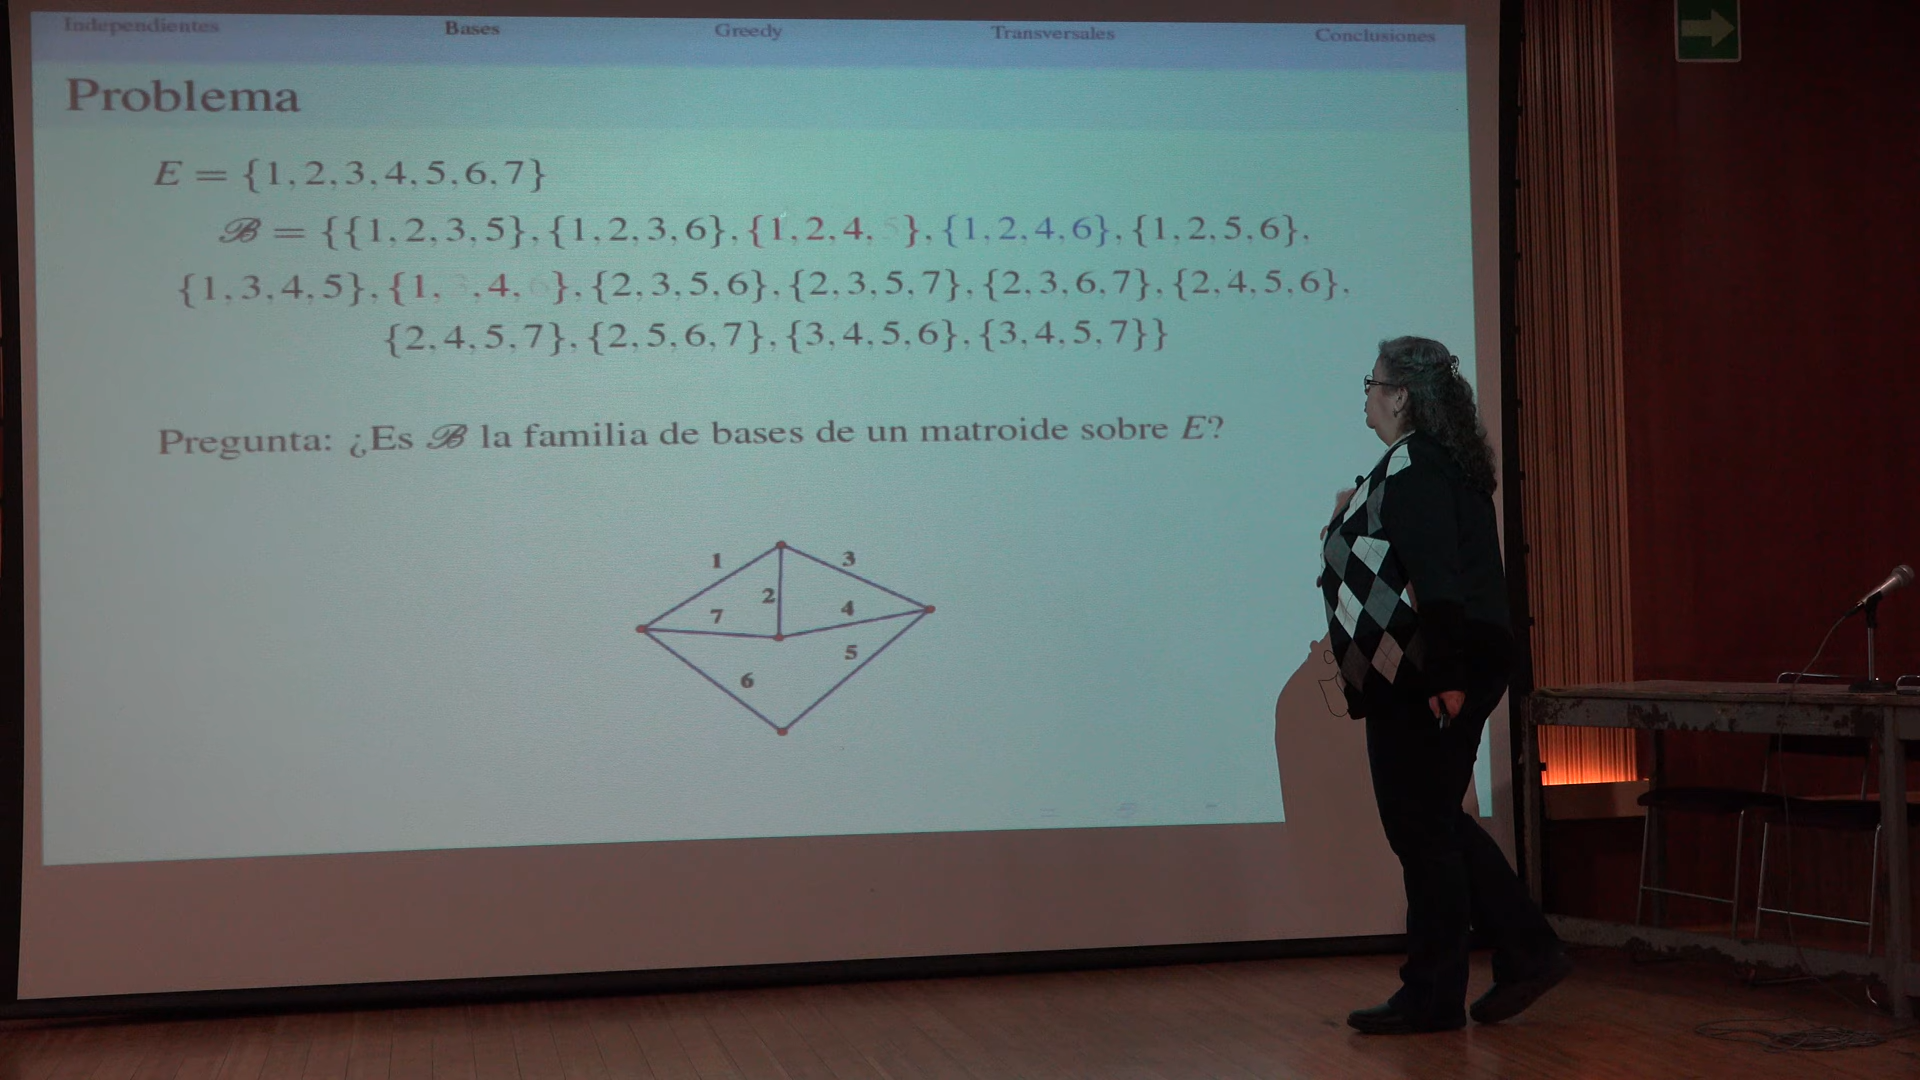 Independientes Bases Greedy Transversales Conclusiones
Problema
E = {1,2,3,4,5,6,7}
ℬ = {{1,2,3,5},{1,2,3,6},{1,2,4,5},{1,2,4,6},{1,2,5,6},
{1,3,4,5},{1, ,4, },{2,3,5,6},{2,3,5,7},{2,3,6,7},{2,4,5,6},
{2,4,5,7},{2,5,6,7},{3,4,5,6},{3,4,5,7}}
Pregunta: ¿Es ℬ la familia de bases de un matroide sobre E?
1
3
2
7
4
5
6